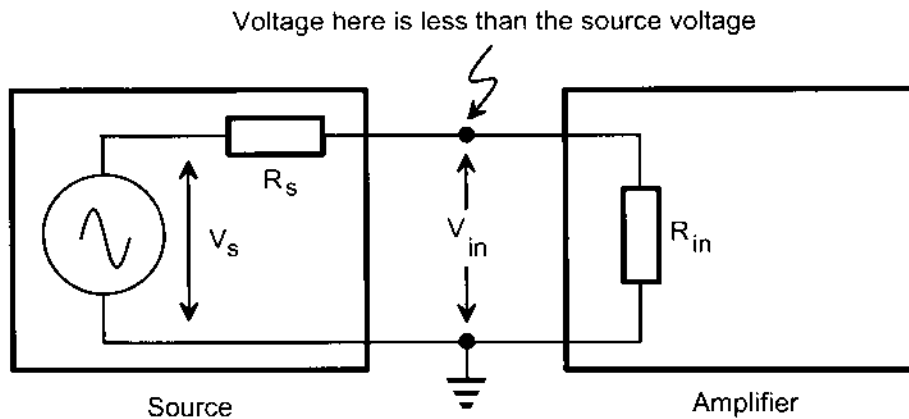 Voltage here is less than the source voltage
Rs
Vs
Vin
Rin
Source
Amplifier